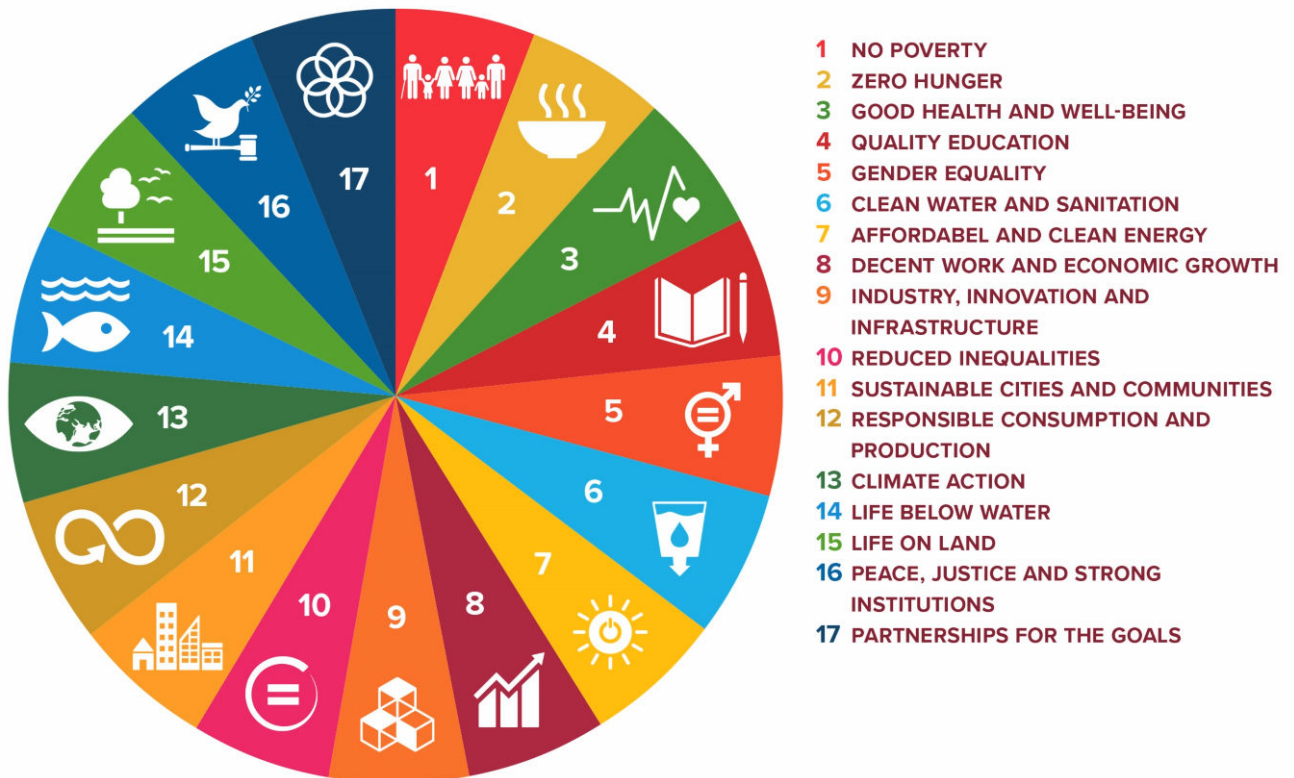 1
2
3
4
5
6
7
8
9
10
11
12
13
14
15
16
17
1 NO POVERTY
2 ZERO HUNGER
3 GOOD HEALTH AND WELL-BEING
4 QUALITY EDUCATION
5 GENDER EQUALITY
6 CLEAN WATER AND SANITATION
7 AFFORDABEL AND CLEAN ENERGY
8 DECENT WORK AND ECONOMIC GROWTH
9 INDUSTRY, INNOVATION AND
INFRASTRUCTURE
10 REDUCED INEQUALITIES
11 SUSTAINABLE CITIES AND COMMUNITIES
12 RESPONSIBLE CONSUMPTION AND
PRODUCTION
13 CLIMATE ACTION
14 LIFE BELOW WATER
15 LIFE ON LAND
16 PEACE, JUSTICE AND STRONG
INSTITUTIONS
17 PARTNERSHIPS FOR THE GOALS